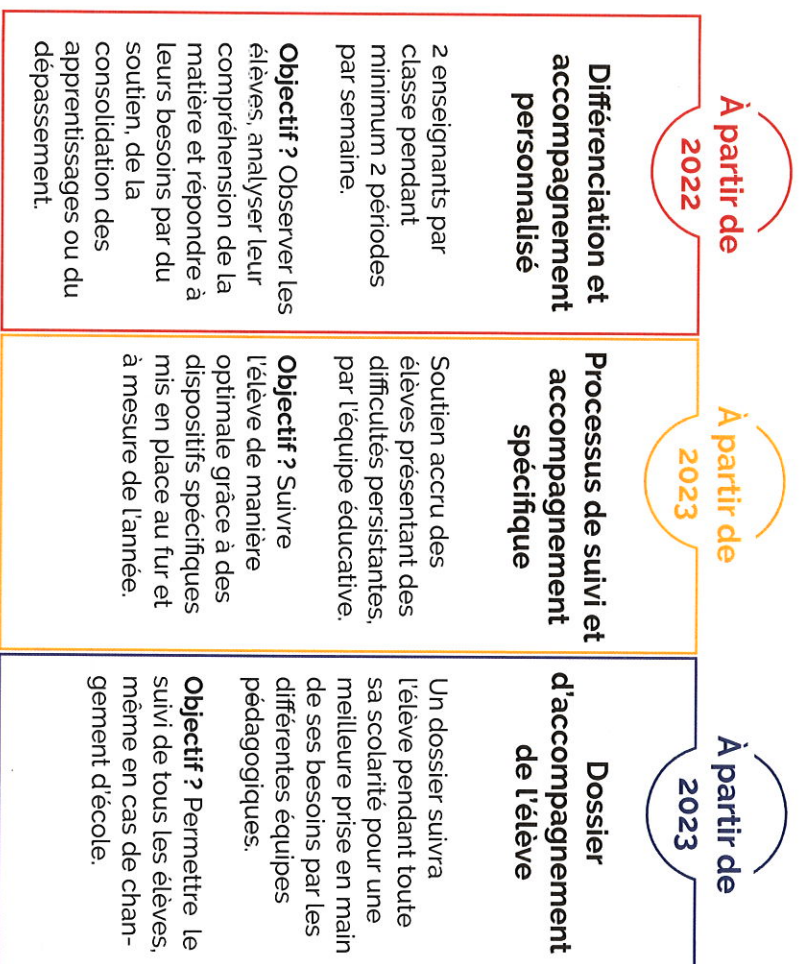 À partir de
2022
Différenciation et
accompagnement
personnalisé
2 enseignants par
classe pendant
minimum 2 périodes
par semaine.
Objectif ? Observer les
élèves, analyser leur
compréhension de la
matière et répondre à
leurs besoins par du
soutien, de la
consolidation des
apprentissages ou du
dépassement.
À partir de
2023
Processus de suivi et
accompagnement
spécifique
Soutien accru des
élèves présentant des
difficultés persistantes,
par l'équipe éducative.
Objectif ? Suivre
l'élève de manière
optimale grâce à des
dispositifs spécifiques
mis en place au fur et
à mesure de l'année.
À partir de
2023
Dossier
d'accompagnement
de l'élève
Un dossier suivra
l'élève pendant toute
sa scolarité pour une
meilleure prise en main
de ses besoins par les
différentes équipes
pédagogiques.
Objectif ? Permettre le
suivi de tous les élèves,
même en cas de chan-
gement d'école.